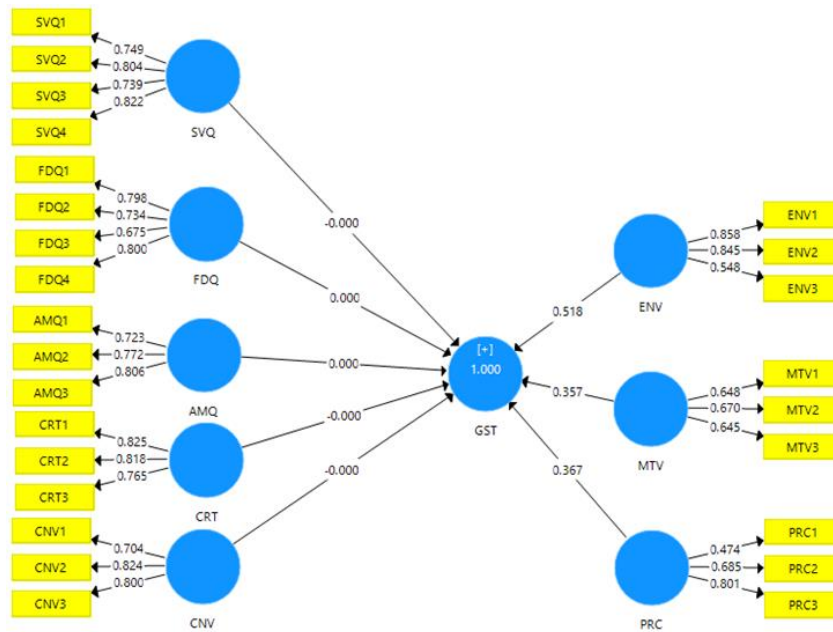 SVQ1
SVQ2
SVQ3
SVQ4
0.749
0.804
0.739
0.822
SVQ
FDQ1
FDQ2
FDQ3
FDQ4
0.798
0.734
0.675
0.800
FDQ
AMQ1
AMQ2
AMQ3
0.723
0.772
0.806
AMQ
CRT1
CRT2
CRT3
0.825
0.818
0.765
CRT
CNV1
CNV2
CNV3
0.704
0.824
0.800
CNV
-0.000
0.000
0.000
-0.000
-0.000
[+]
1.000
GST
0.518
0.357
0.367
ENV
0.858
0.845
0.548
ENV1
ENV2
ENV3
MTV
0.648
0.670
0.645
MTV1
MTV2
MTV3
PRC
0.474
0.685
0.801
PRC1
PRC2
PRC3